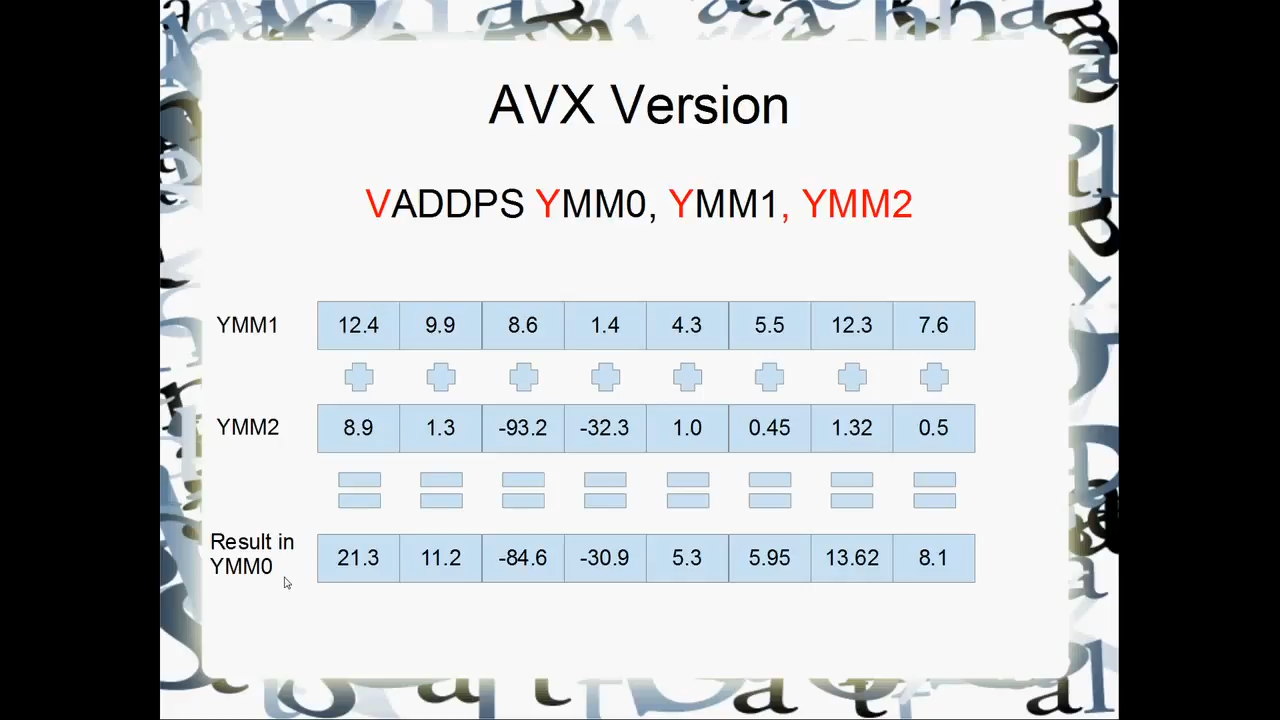 AVX Version
VADDPS YMM0, YMM1, YMM2
YMM1 12.4 9.9 8.6 1.4 4.3 5.5 12.3 7.6
YMM2 8.9 1.3 -93.2 -32.3 1.0 0.45 1.32 0.5
Result in
YMM0 21.3 11.2 -84.6 -30.9 5.3 5.95 13.62 8.1